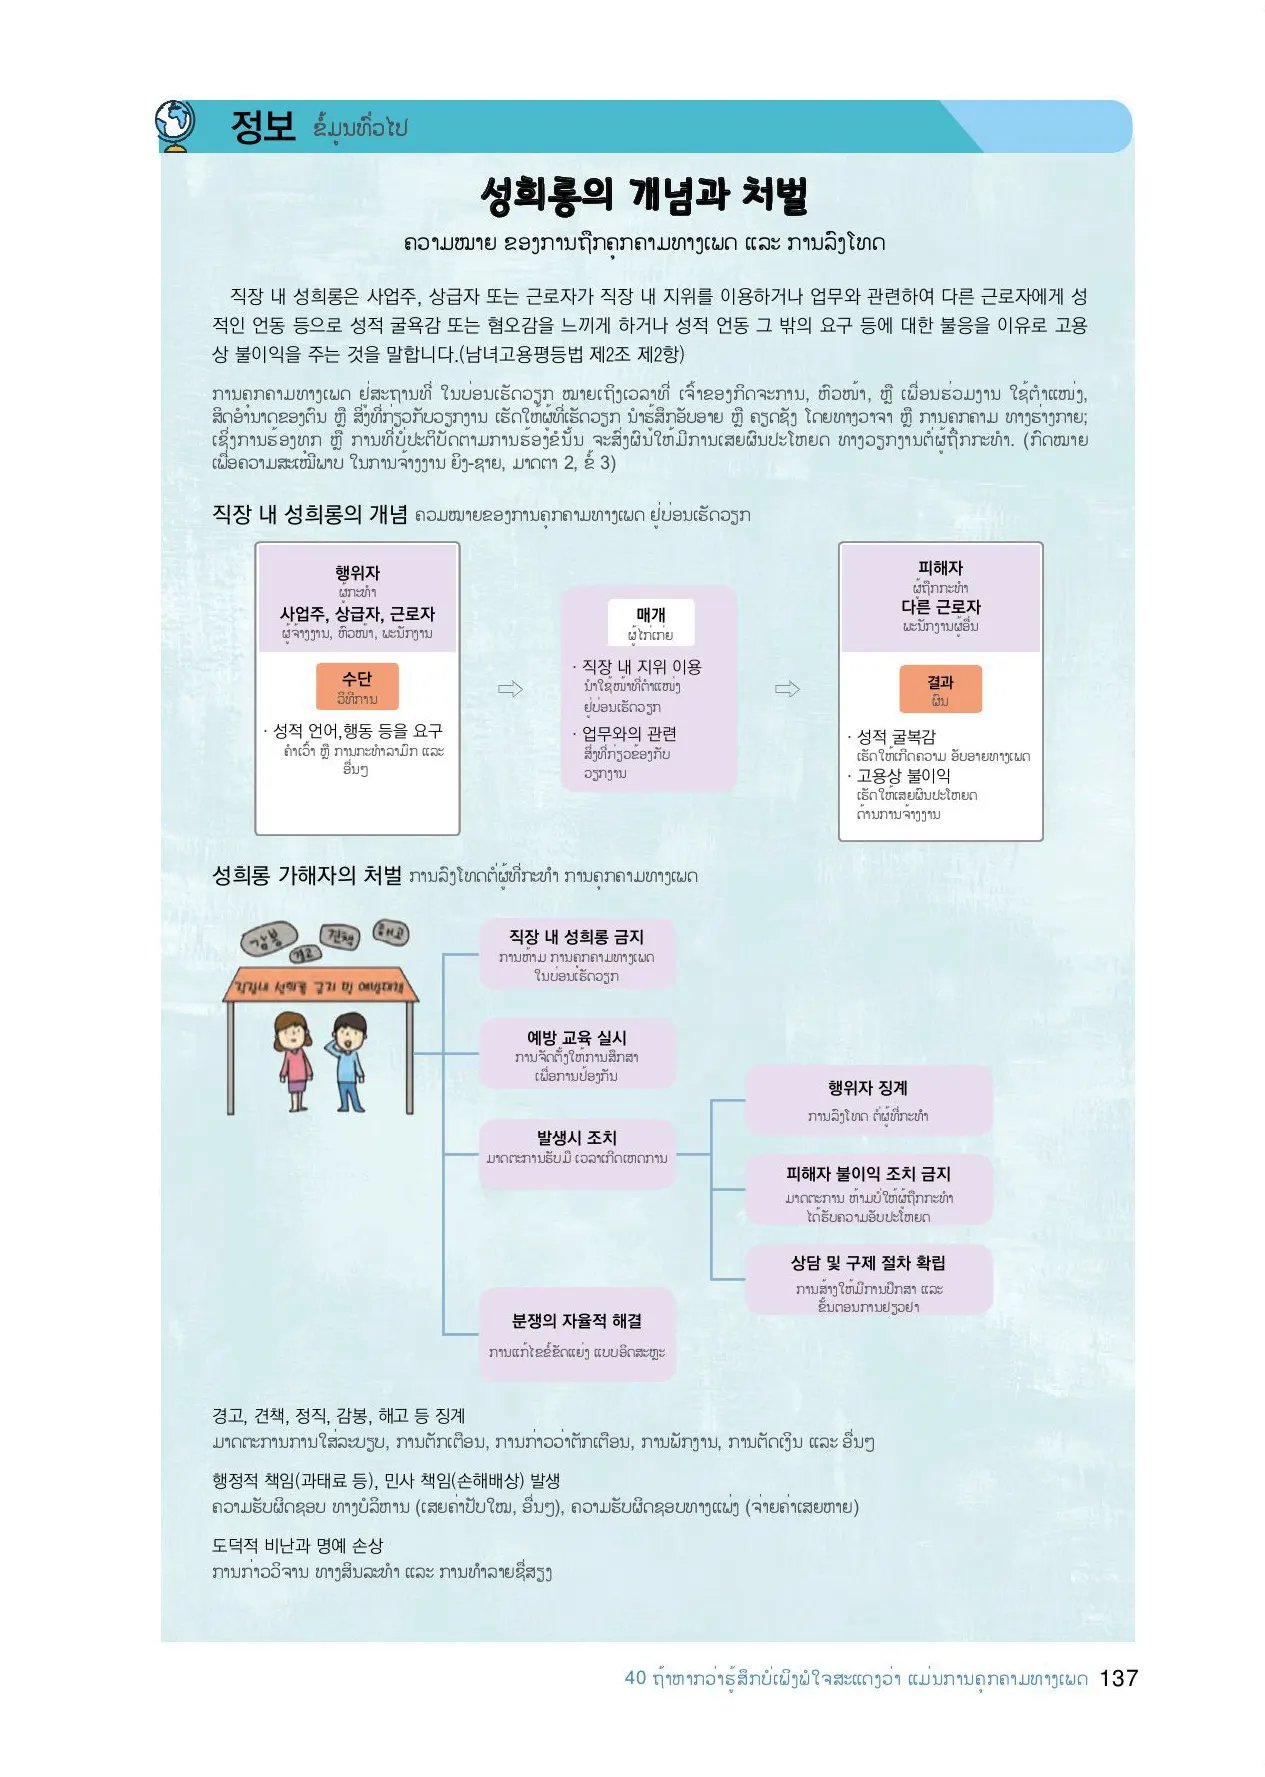 정보 ຂໍ້ມູນທົ່ວໄປ
성희롱의 개념과 처벌
ຄວາມໝາຍ ຂອງການຖືກຄຸກຄາມທາງເພດ ແລະ ການລົງໂທດ
직장 내 성희롱은 사업주, 상급자 또는 근로자가 직장 내 지위를 이용하거나 업무와 관련하여 다른 근로자에게 성
적인 언동 등으로 성적 굴욕감 또는 혐오감을 느끼게 하거나 성적 언동 그 밖의 요구 등에 대한 불응을 이유로 고용
상 불이익을 주는 것을 말합니다.(남녀고용평등법 제2조 제2항)
ການຄຸກຄາມທາງເພດ ຢູ່ສະຖານທີ່ ໃນບ່ອນເຮັດວຽກ ໝາຍເຖິງເວລາທີ່ ເຈົ້າຂອງກິດຈະການ, ຫົວໜ້າ, ຫຼື ເພື່ອນຮ່ວມງານ ໃຊ້ຕຳແໜ່ງ,
ສິດອຳນາດຂອງຕົນ ຫຼື ສິ່ງທີ່ກ່ຽວກັບວຽກງານ ເຮັດໃຫ້ຜູ້ທີ່ເຮັດວຽກ ນຳຮູ້ສຶກອັບອາຍ ຫຼື ຄຽດຊັງ ໂດຍທາງວາຈາ ຫຼື ການຄຸກຄາມ ທາງຮ່າງກາຍ;
ເຊິ່ງການຮ້ອງທຸກ ຫຼື ການທີ່ບໍ່ປະຕິບັດຕາມການຮ້ອງຂໍນັ້ນ ຈະສົ່ງຜົນໃຫ້ມີການເສຍຜົນປະໂຫຍດ ທາງວຽກງານຕໍ່ຜູ້ຖືກກະທຳ. (ກົດໝາຍ
ເພື່ອຄວາມສະເໝີພາບ ໃນການຈ້າງງານ ຍິງ-ຊາຍ, ມາດຕາ 2, ຂໍ້ 3)
직장 내 성희롱의 개념 ຄວມໝາຍຂອງການຄຸກຄາມທາງເພດ ຢູ່ບ່ອນເຮັດວຽກ
행위자
ຜູ້ກະທຳ
사업주, 상급자, 근로자
ຜູ້ຈ້າງງານ, ຫົວໜ້າ, ພະນັກງານ
수단
ວິທີການ
· 성적 언어,행동 등을 요구
ຄຳເວົ້າ ຫຼື ການກະທຳລາມົກ ແລະ
ອື່ນໆ
매개
ຜູ້ໄກ່ເກ່ຍ
· 직장 내 지위 이용
ນຳໃຊ້ໜ້າທີ່ຕຳແໜ່ງ
ຢູ່ບ່ອນເຮັດວຽກ
· 업무와의 관련
ສິ່ງທີ່ກ່ຽວຂ້ອງກັບ
ວຽກງານ
피해자
ຜູ້ຖືກກະທຳ
다른 근로자
ພະນັກງານຜູ້ອື່ນ
결과
ຜົນ
· 성적 굴복감
ເຮັດໃຫ້ເກີດຄວາມ ອັບອາຍທາງເພດ
· 고용상 불이익
ເຮັດໃຫ້ເສຍຜົນປະໂຫຍດ
ດ້ານການຈ້າງງານ
성희롱 가해자의 처벌 ການລົງໂທດຕໍ່ຜູ້ທີ່ກະທຳ ການຄຸກຄາມທາງເພດ
감봉 경고 견책 해고
직장내 성희롱 금지 및 예방대책
직장 내 성희롱 금지
ການຫ້າມ ການຄຸກຄາມທາງເພດ
ໃນບ່ອນເຮັດວຽກ
예방 교육 실시
ການຈັດຕັ້ງໃຫ້ການສຶກສາ
ເພື່ອການປ້ອງກັນ
발생시 조치
ມາດຕະການຮັບມື ເວລາເກີດເຫດການ
행위자 징계
ການລົງໂທດ ຕໍ່ຜູ້ທີ່ກະທຳ
피해자 불이익 조치 금지
ມາດຕະການ ຫ້າມບໍ່ໃຫ້ຜູ້ຖືກກະທຳ
ໄດ້ຮັບຄວາມອັບປະໂຫຍດ
상담 및 구제 절차 확립
ການສ້າງໃຫ້ມີການປຶກສາ ແລະ
ຂັ້ນຕອນການຢຽວຢາ
분쟁의 자율적 해결
ການແກ້ໄຂຂໍ້ຂັດແຍ່ງ ແບບອິດສະຫຼະ
경고, 견책, 정직, 감봉, 해고 등 징계
ມາດຕະການການໃສ່ລະບຽບ, ການຕັກເຕືອນ, ການກ່າວວ່າຕັກເຕືອນ, ການພັກງານ, ການຕັດເງິນ ແລະ ອື່ນໆ
행정적 책임(과태료 등), 민사 책임(손해배상) 발생
ຄວາມຮັບຜິດຊອບ ທາງບໍລິຫານ (ເສຍຄ່າປັບໃໝ, ອື່ນໆ), ຄວາມຮັບຜິດຊອບທາງແພ່ງ (ຈ່າຍຄ່າເສຍຫາຍ)
도덕적 비난과 명예 손상
ການກ່າວວິຈານ ທາງສິນລະທຳ ແລະ ການທຳລາຍຊື່ສຽງ
40 ຖ້າຫາກວ່າຮູ້ສຶກບໍ່ເພິງພໍໃຈສະແດງວ່າ ແມ່ນການຄຸກຄາມທາງເພດ 137